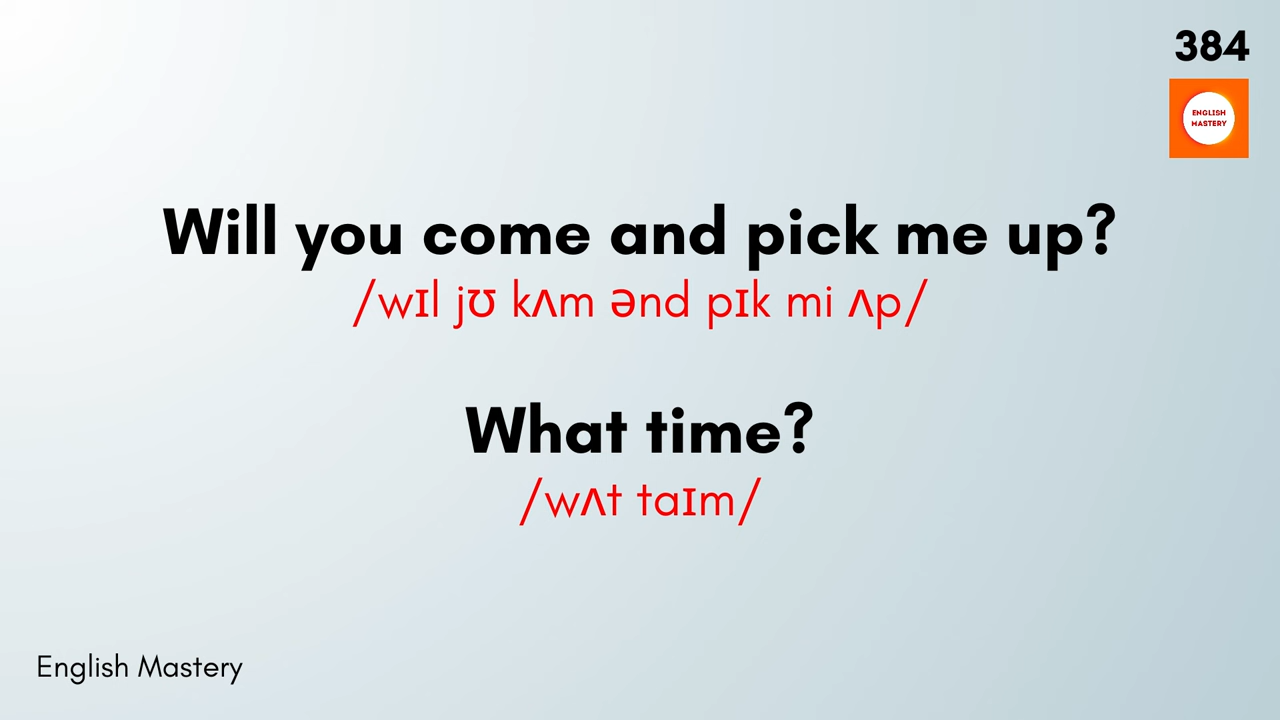 384
ENGLISH
MASTERY
Will you come and pick me up?
/wɪl jʊ kʌm ənd pɪk mi ʌp/
What time?
/wʌt taɪm/
English Mastery